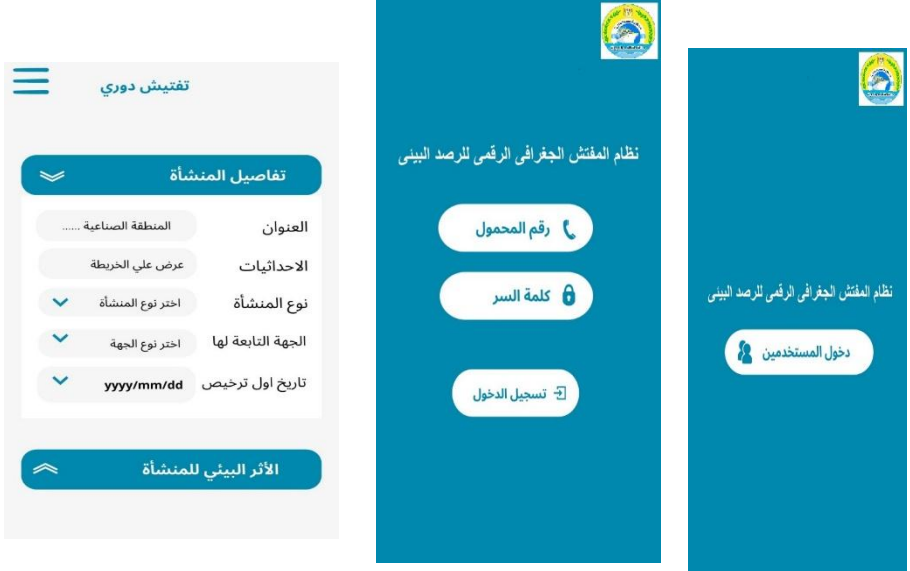 نظام المفتش الجغرافى الرقمى للرصد البيئى
دخول المستخدمين
نظام المفتش الجغرافى الرقمى للرصد البيئى
رقم المحمول
كلمة السر
تسجيل الدخول
تفتيش دوري
تفاصيل المنشأة
العنوان المنطقة الصناعية ......
الاحداثيات عرض علي الخريطة
نوع المنشأة اختر نوع المنشأة
الجهة التابعة لها اختر نوع الجهة
تاريخ اول ترخيص yyyy/mm/dd
الأثر البيئي للمنشأة